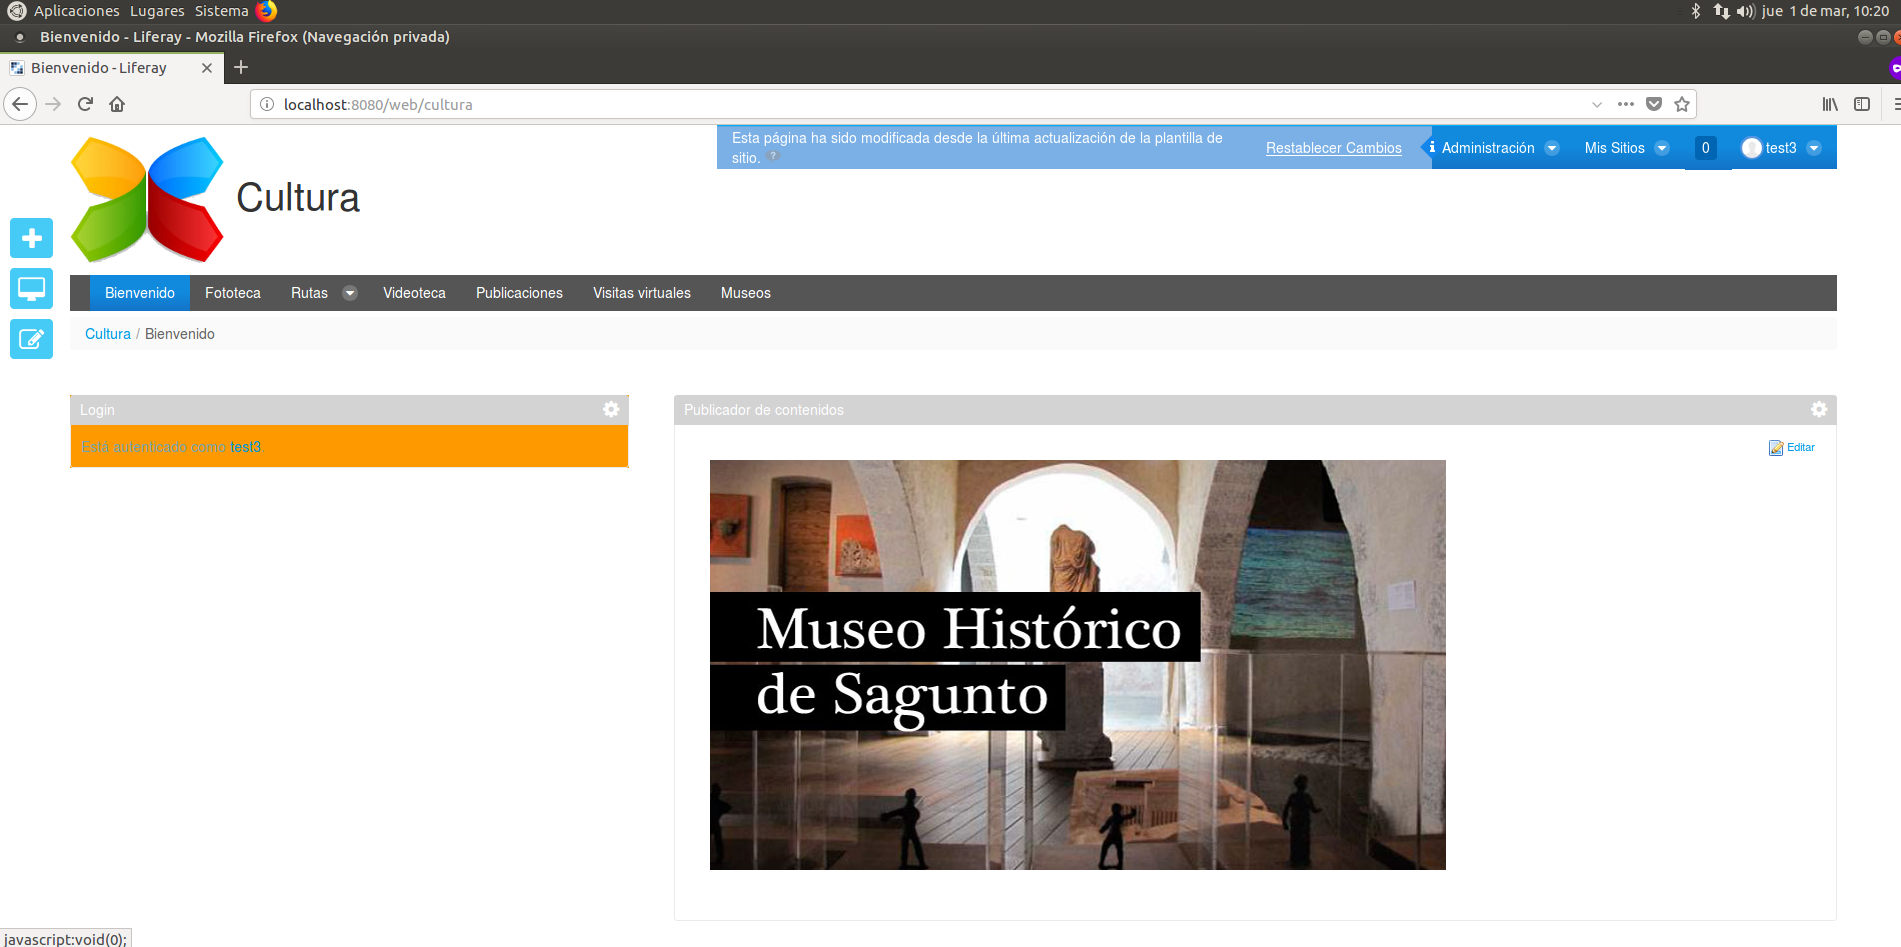 Aplicaciones Lugares Sistema
jue 1 de mar, 10:20
Bienvenido - Liferay - Mozilla Firefox (Navegación privada)
Bienvenido - Liferay
localhost:8080/web/cultura
Esta página ha sido modificada desde la última actualización de la plantilla de
sitio. ?
Restablecer Cambios
Administración
Mis Sitios
0
test3
Cultura
Bienvenido Fototeca Rutas Videoteca Publicaciones Visitas virtuales Museos
Cultura / Bienvenido
Login
Está autenticado como test3.
Publicador de contenidos
Editar
Museo Histórico
de Sagunto
javascript:void(0);